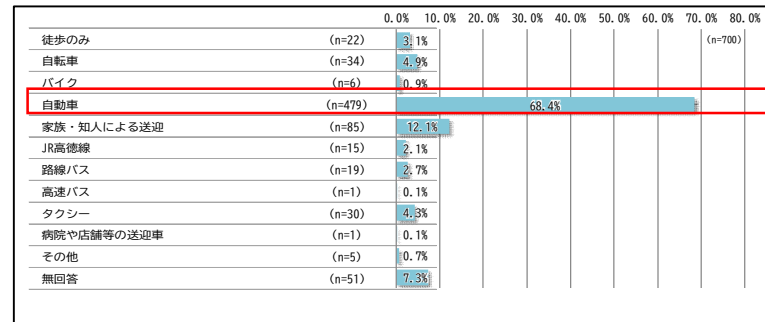 0.0% 10.0% 20.0% 30.0% 40.0% 50.0% 60.0% 70.0% 80.0%
(n=700)
徒歩のみ (n=22) 3.1%
自転車 (n=34) 4.9%
バイク (n=6) 0.9%
自動車 (n=479) 68.4%
家族・知人による送迎 (n=85) 12.1%
JR高徳線 (n=15) 2.1%
路線バス (n=19) 2.7%
高速バス (n=1) 0.1%
タクシー (n=30) 4.3%
病院や店舗等の送迎車 (n=1) 0.1%
その他 (n=5) 0.7%
無回答 (n=51) 7.3%